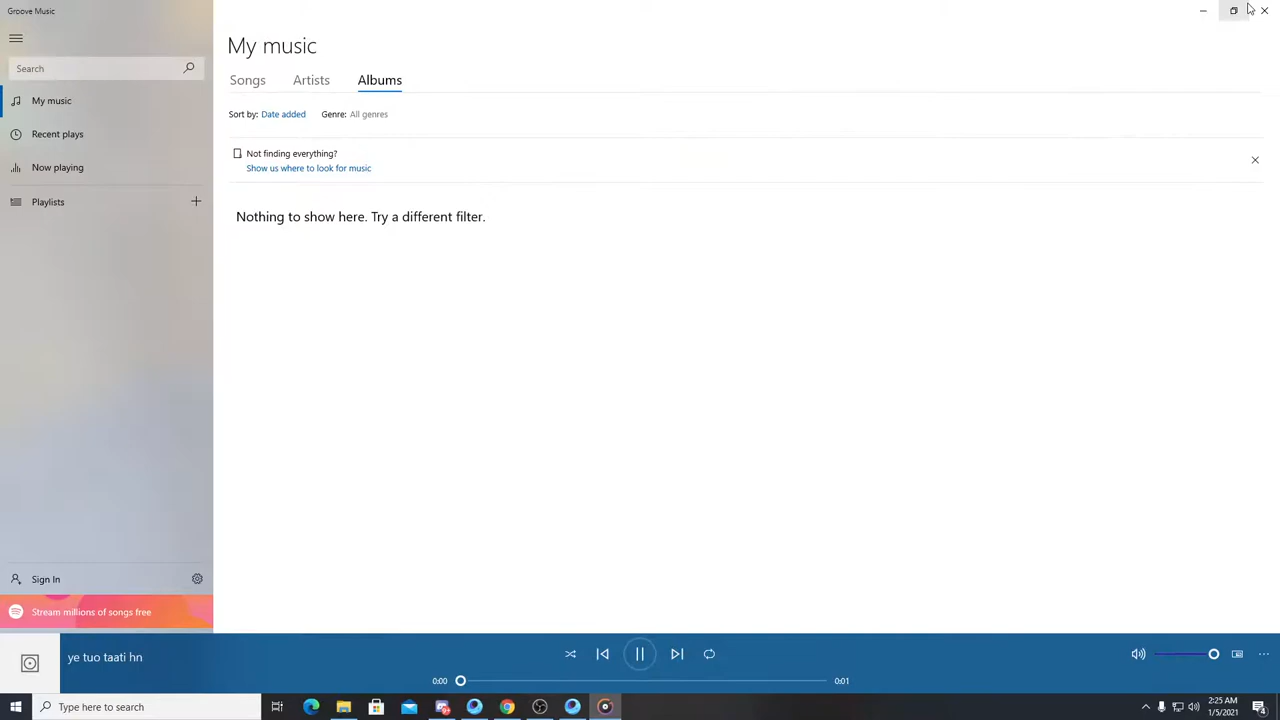 Groove Music
My music
Search
Songs Artists Albums
My music
Sort by: Date added Genre: All genres
Recent plays
Not finding everything?
Show us where to look for music
Now playing
Playlists
Nothing to show here. Try a different filter.
Sign In
Stream millions of songs free
ye tuo taati hn
0:00 0:01
Type here to search
2:25 AM
1/5/2021
4